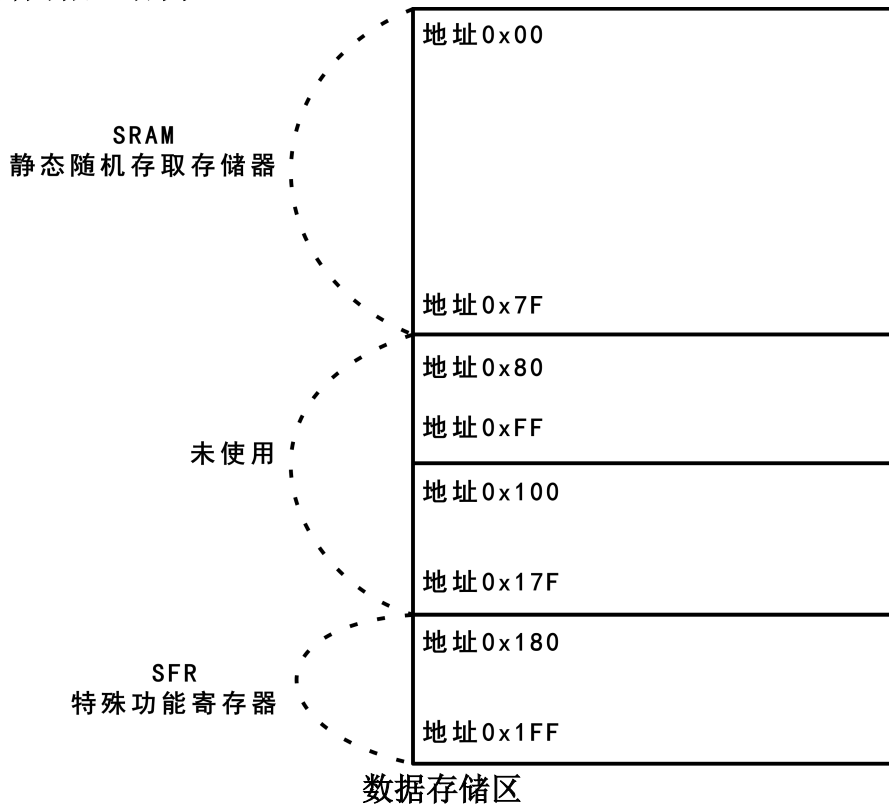 地址0x00
SRAM
静态随机存取存储器
地址0x7F
地址0x80
地址0xFF
未使用
地址0x100
地址0x17F
地址0x180
SFR
特殊功能寄存器
地址0x1FF
数据存储区